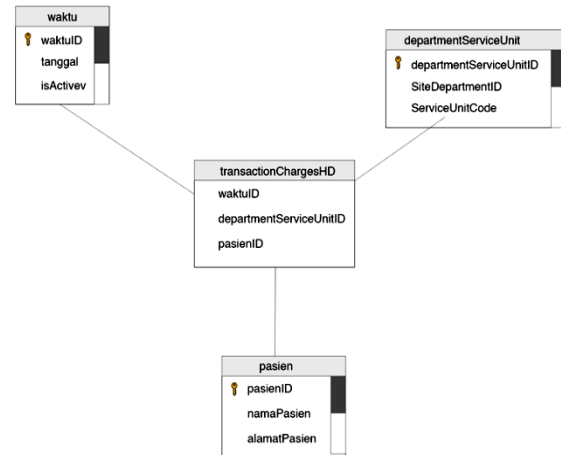 waktu
waktuID
tanggal
isActivev
departmentServiceUnit
departmentServiceUnitID
SiteDepartmentID
ServiceUnitCode
transactionChargesHD
waktuID
departmentServiceUnitID
pasienID
pasien
pasienID
namaPasien
alamatPasien